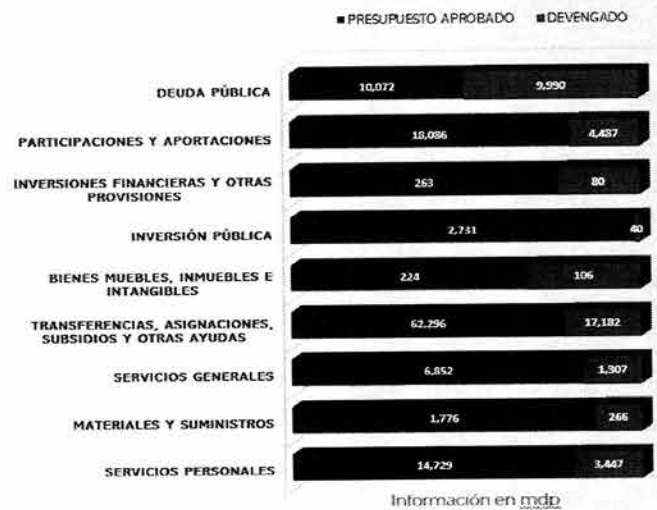 PRESUPUESTO APROBADO DEVENGADO
DEUDA PÚBLICA 10,072 9,990
PARTICIPACIONES Y APORTACIONES 18,086 4,487
INVERSIONES FINANCIERAS Y OTRAS
PROVISIONES 263 80
INVERSIÓN PÚBLICA 2,731 40
BIENES MUEBLES, INMUEBLES E
INTANGIBLES 224 106
TRANSFERENCIAS, ASIGNACIONES,
SUBSIDIOS Y OTRAS AYUDAS 62,296 17,182
SERVICIOS GENERALES 6,852 1,307
MATERIALES Y SUMINISTROS 1,776 266
SERVICIOS PERSONALES 14,729 3,447
Información en mdp